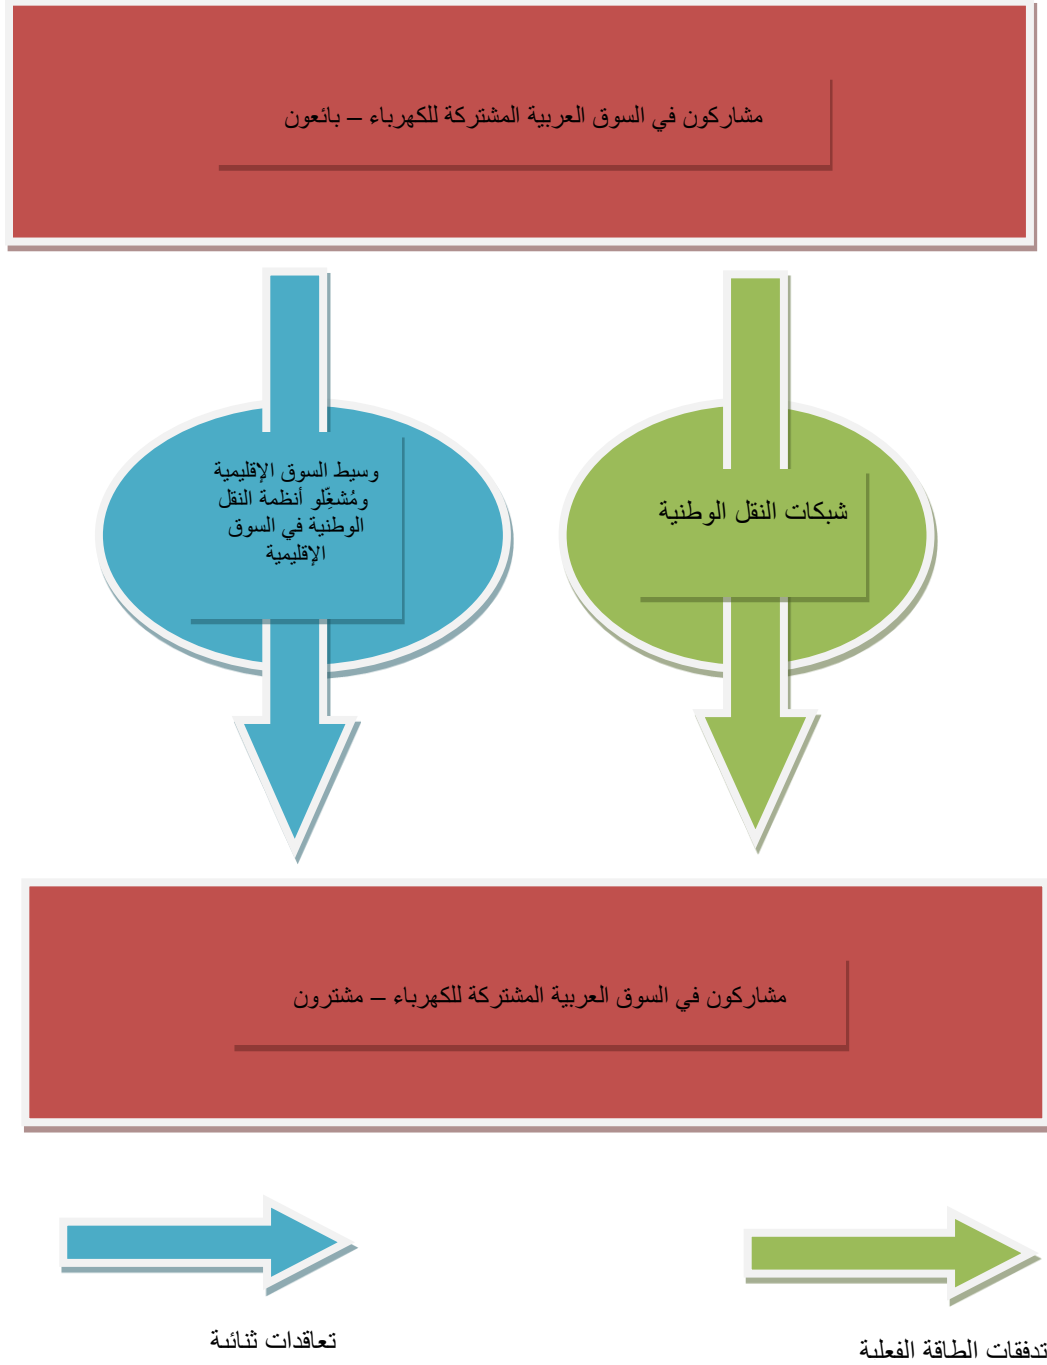 مشاركون في السوق العربية المشتركة للكهرباء – بائعون
شبكات النقل الوطنية
وسيط السوق الإقليمية
ومُشغِّلو أنظمة النقل
الوطنية في السوق
الإقليمية
مشاركون في السوق العربية المشتركة للكهرباء – مشترون
تدفقات الطاقة الفعلية
تعاقدات ثنائية